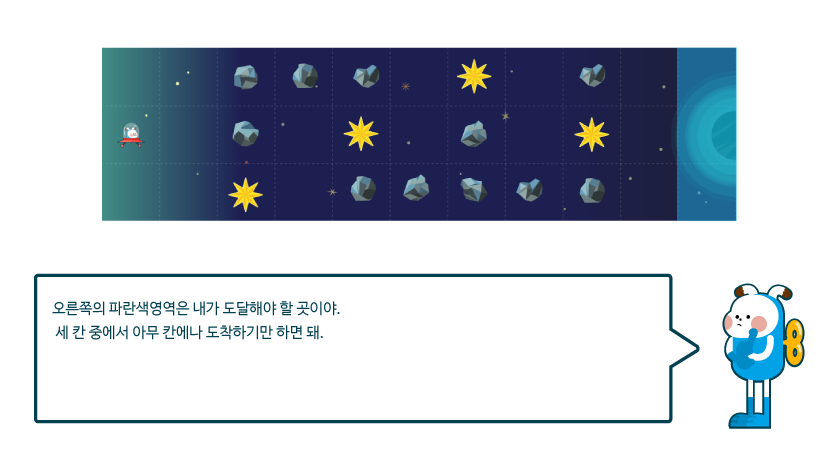 오른쪽의 파란색영역은 내가 도달해야 할 곳이야.
세 칸 중에서 아무 칸에나 도착하기만 하면 돼.